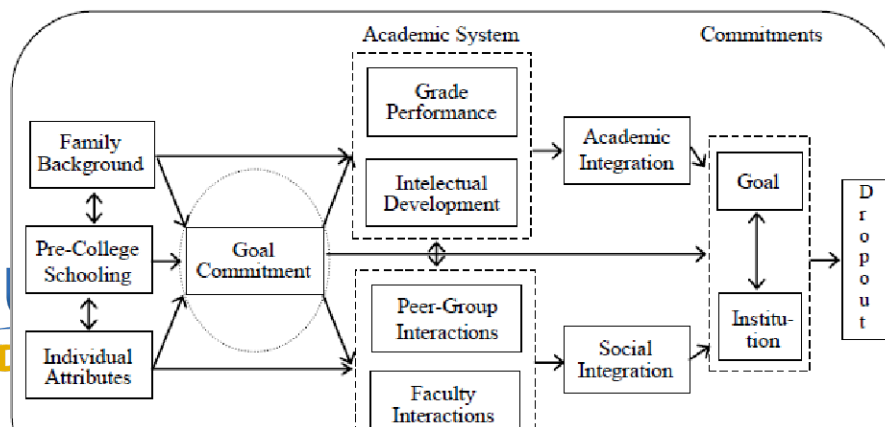 Academic System
Commitments
Grade
Performance
Family
Background
Academic
Integration
Goal
Intelectual
Development
D
r
o
p
o
u
t
Pre-College
Schooling
Goal
Commitment
Peer-Group
Interactions
Institu-
tion
Individual
Attributes
Social
Integration
Faculty
Interactions